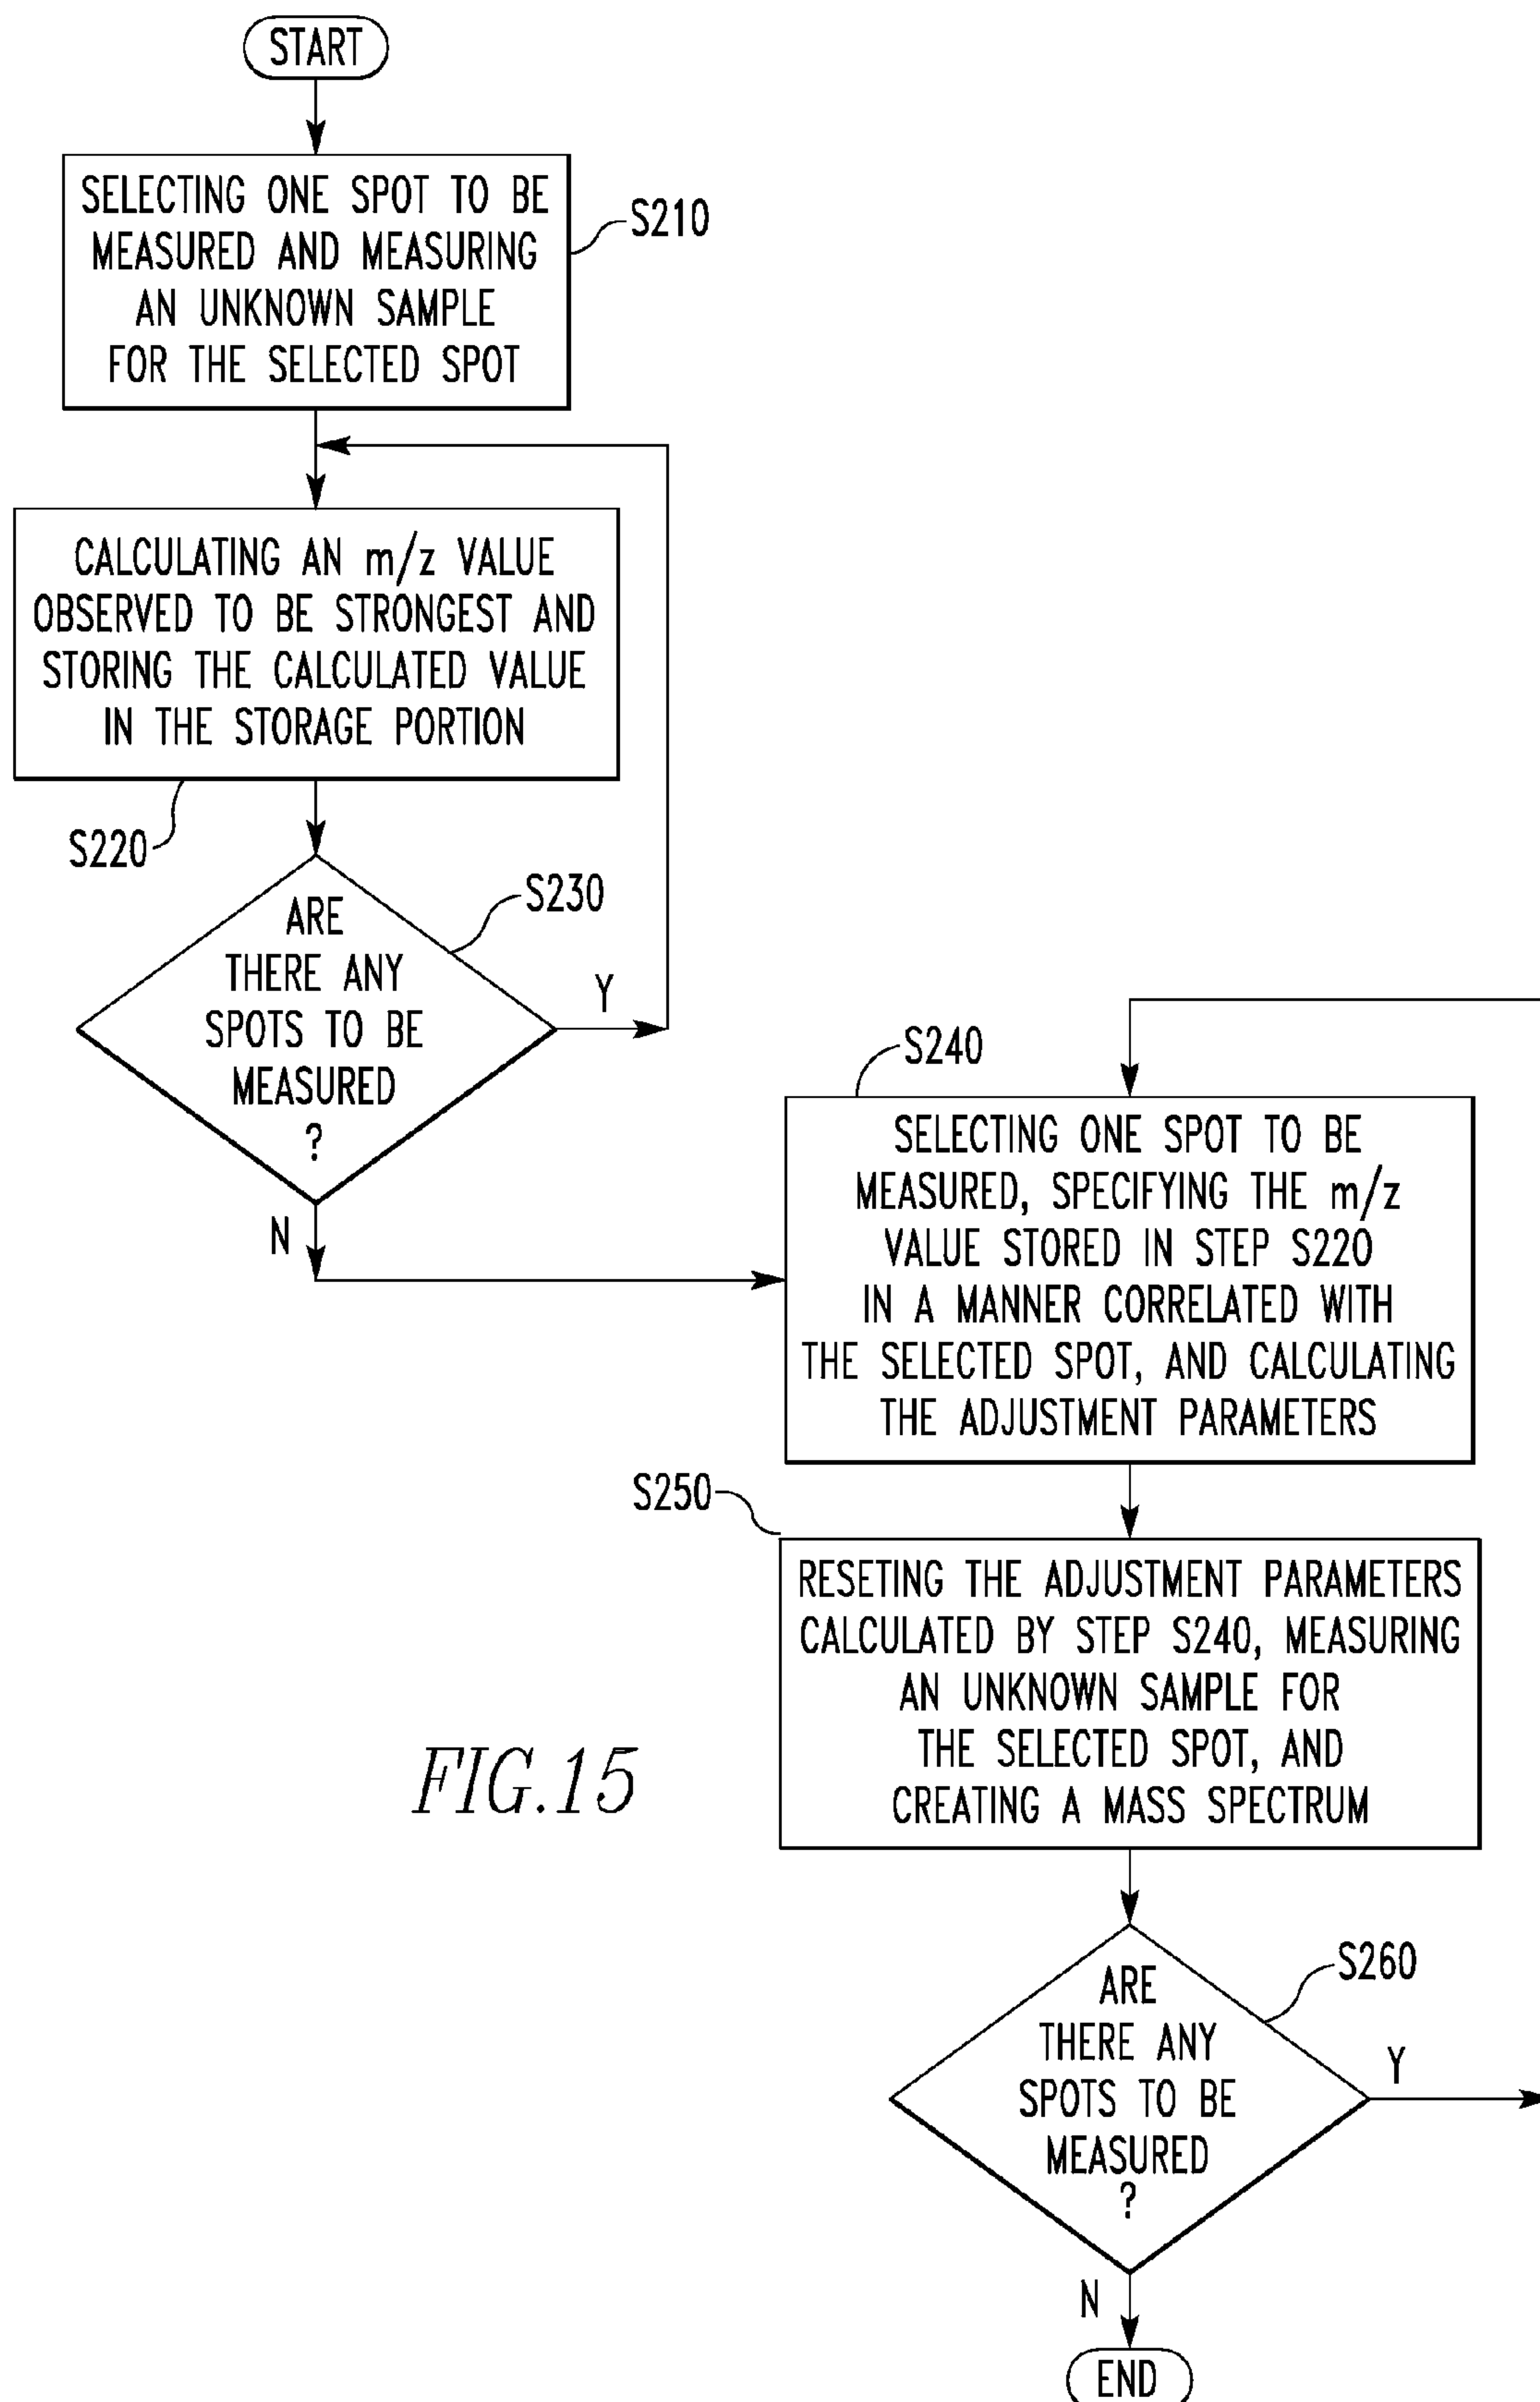 START
SELECTING ONE SPOT TO BE
MEASURED AND MEASURING
AN UNKNOWN SAMPLE
FOR THE SELECTED SPOT
S210
CALCULATING AN m/z VALUE
OBSERVED TO BE STRONGEST AND
STORING THE CALCULATED VALUE
IN THE STORAGE PORTION
S220
ARE
THERE ANY
SPOTS TO BE
MEASURED
?
S230
Y
N
S240
SELECTING ONE SPOT TO BE
MEASURED, SPECIFYING THE m/z
VALUE STORED IN STEP S220
IN A MANNER CORRELATED WITH
THE SELECTED SPOT, AND CALCULATING
THE ADJUSTMENT PARAMETERS
S250
RESETING THE ADJUSTMENT PARAMETERS
CALCULATED BY STEP S240, MEASURING
AN UNKNOWN SAMPLE FOR
THE SELECTED SPOT, AND
CREATING A MASS SPECTRUM
FIG.15
ARE
THERE ANY
SPOTS TO BE
MEASURED
?
S260
Y
N
END